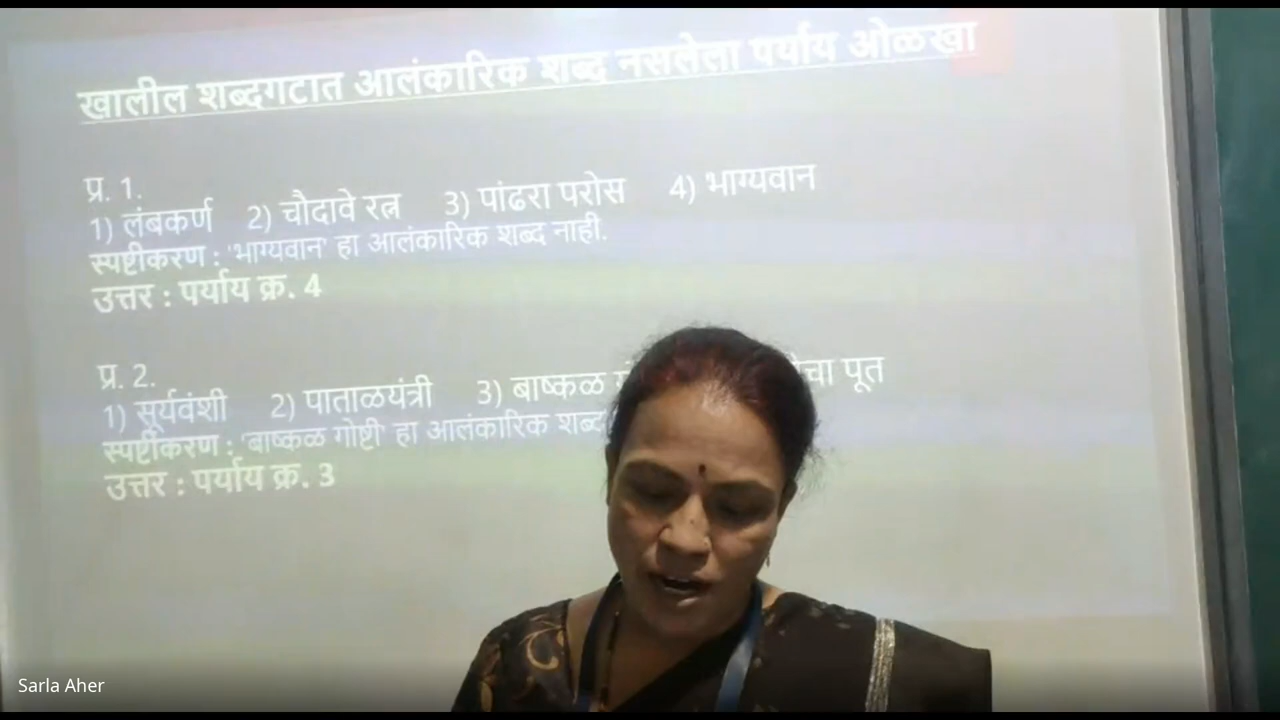 खालील शब्दगटात आलंकारिक शब्द नसलेला पर्याय ओळखा
प्र. 1.
1) लंबकर्ण 2) चौदावे रत्न 3) पांढरा परोस 4) भाग्यवान
स्पष्टीकरण : 'भाग्यवान' हा आलंकारिक शब्द नाही.
उत्तर : पर्याय क्र. 4
प्र. 2.
1) सूर्यवंशी 2) पाताळयंत्री 3) बाष्कळ पूत
स्पष्टीकरण : 'बाष्कळ गोष्टी' हा आलंकारिक शब्द
उत्तर : पर्याय क्र. 3
Sarla Aher